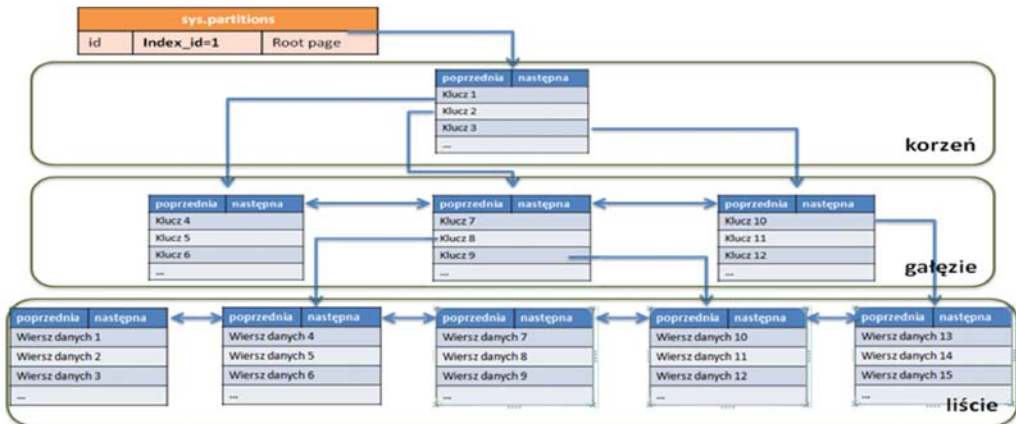 sys.partitions
id Index_id=1 Root page
poprzednia następna
Klucz 1
Klucz 2
Klucz 3
...
korzeń
poprzednia następna
Klucz 4
Klucz 5
Klucz 6
...
poprzednia następna
Klucz 7
Klucz 8
Klucz 9
...
poprzednia następna
Klucz 10
Klucz 11
Klucz 12
...
gałęzie
poprzednia następna
Wiersz danych 1
Wiersz danych 2
Wiersz danych 3
...
poprzednia następna
Wiersz danych 4
Wiersz danych 5
Wiersz danych 6
...
poprzednia następna
Wiersz danych 7
Wiersz danych 8
Wiersz danych 9
...
poprzednia następna
Wiersz danych 10
Wiersz danych 11
Wiersz danych 12
...
poprzednia następna
Wiersz danych 13
Wiersz danych 14
Wiersz danych 15
...
liście